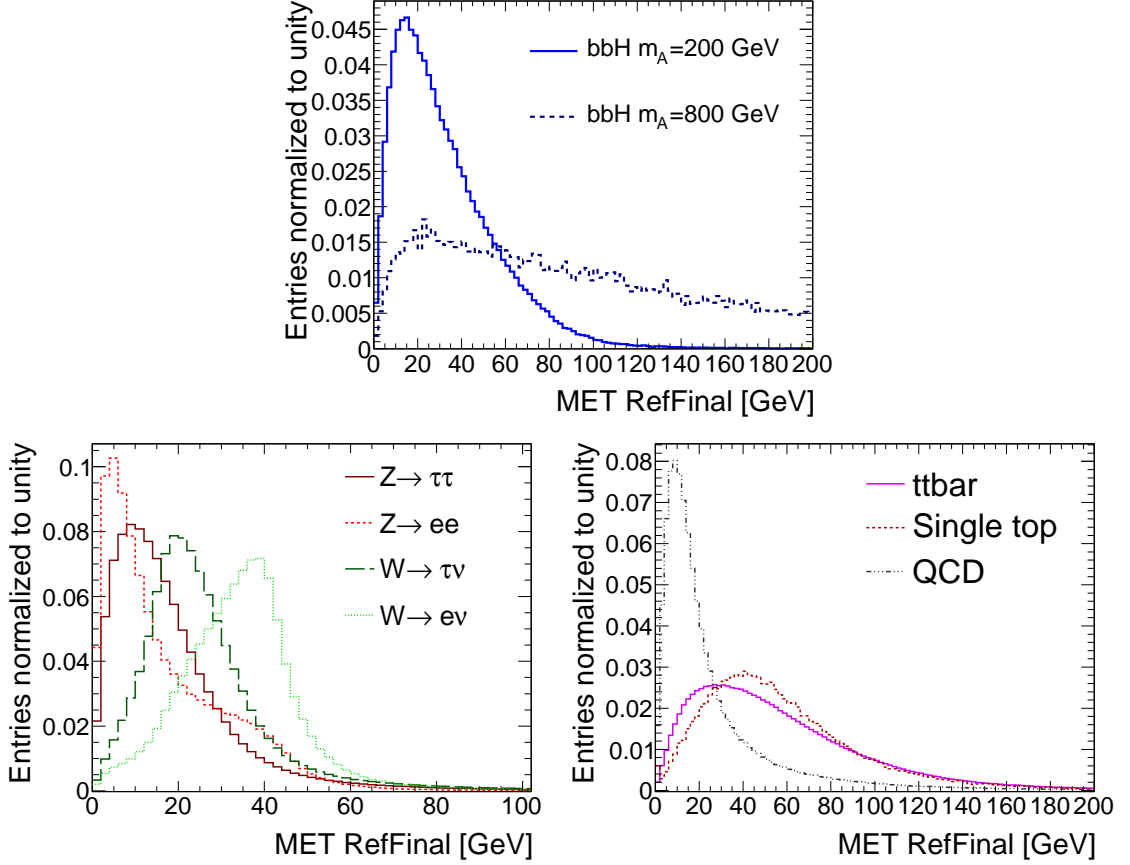 Entries normalized to unity
0.045
0.04
0.035
0.03
0.025
0.02
0.015
0.01
0.005
0
bbH m_A=200 GeV
bbH m_A=800 GeV
0 20 40 60 80 100 120 140 160 180 200
MET RefFinal [GeV]
Entries normalized to unity
0.1
0.08
0.06
0.04
0.02
0
Z→ ττ
Z→ ee
W→ τν
W→ eν
0 20 40 60 80 100
MET RefFinal [GeV]
Entries normalized to unity
0.08
0.07
0.06
0.05
0.04
0.03
0.02
0.01
0
ttbar
Single top
QCD
0 20 40 60 80 100 120 140 160 180 200
MET RefFinal [GeV]